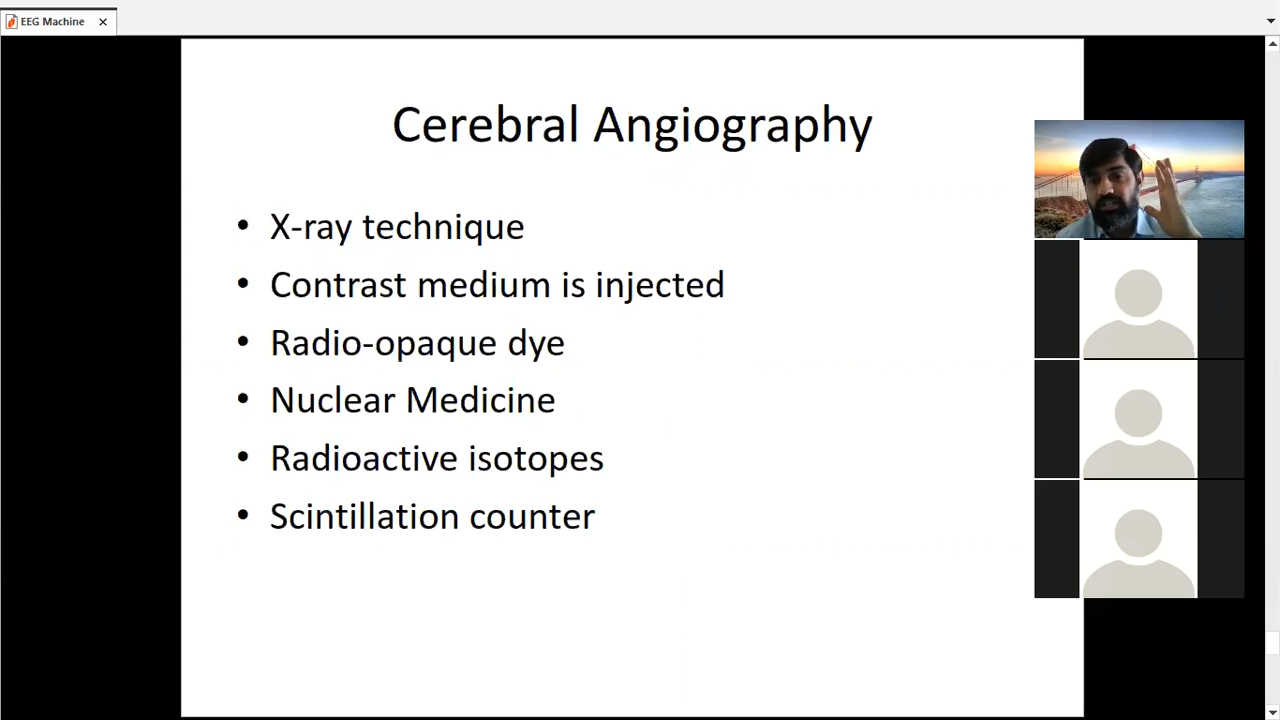 EEG Machine
Cerebral Angiography
• X-ray technique
• Contrast medium is injected
• Radio-opaque dye
• Nuclear Medicine
• Radioactive isotopes
• Scintillation counter